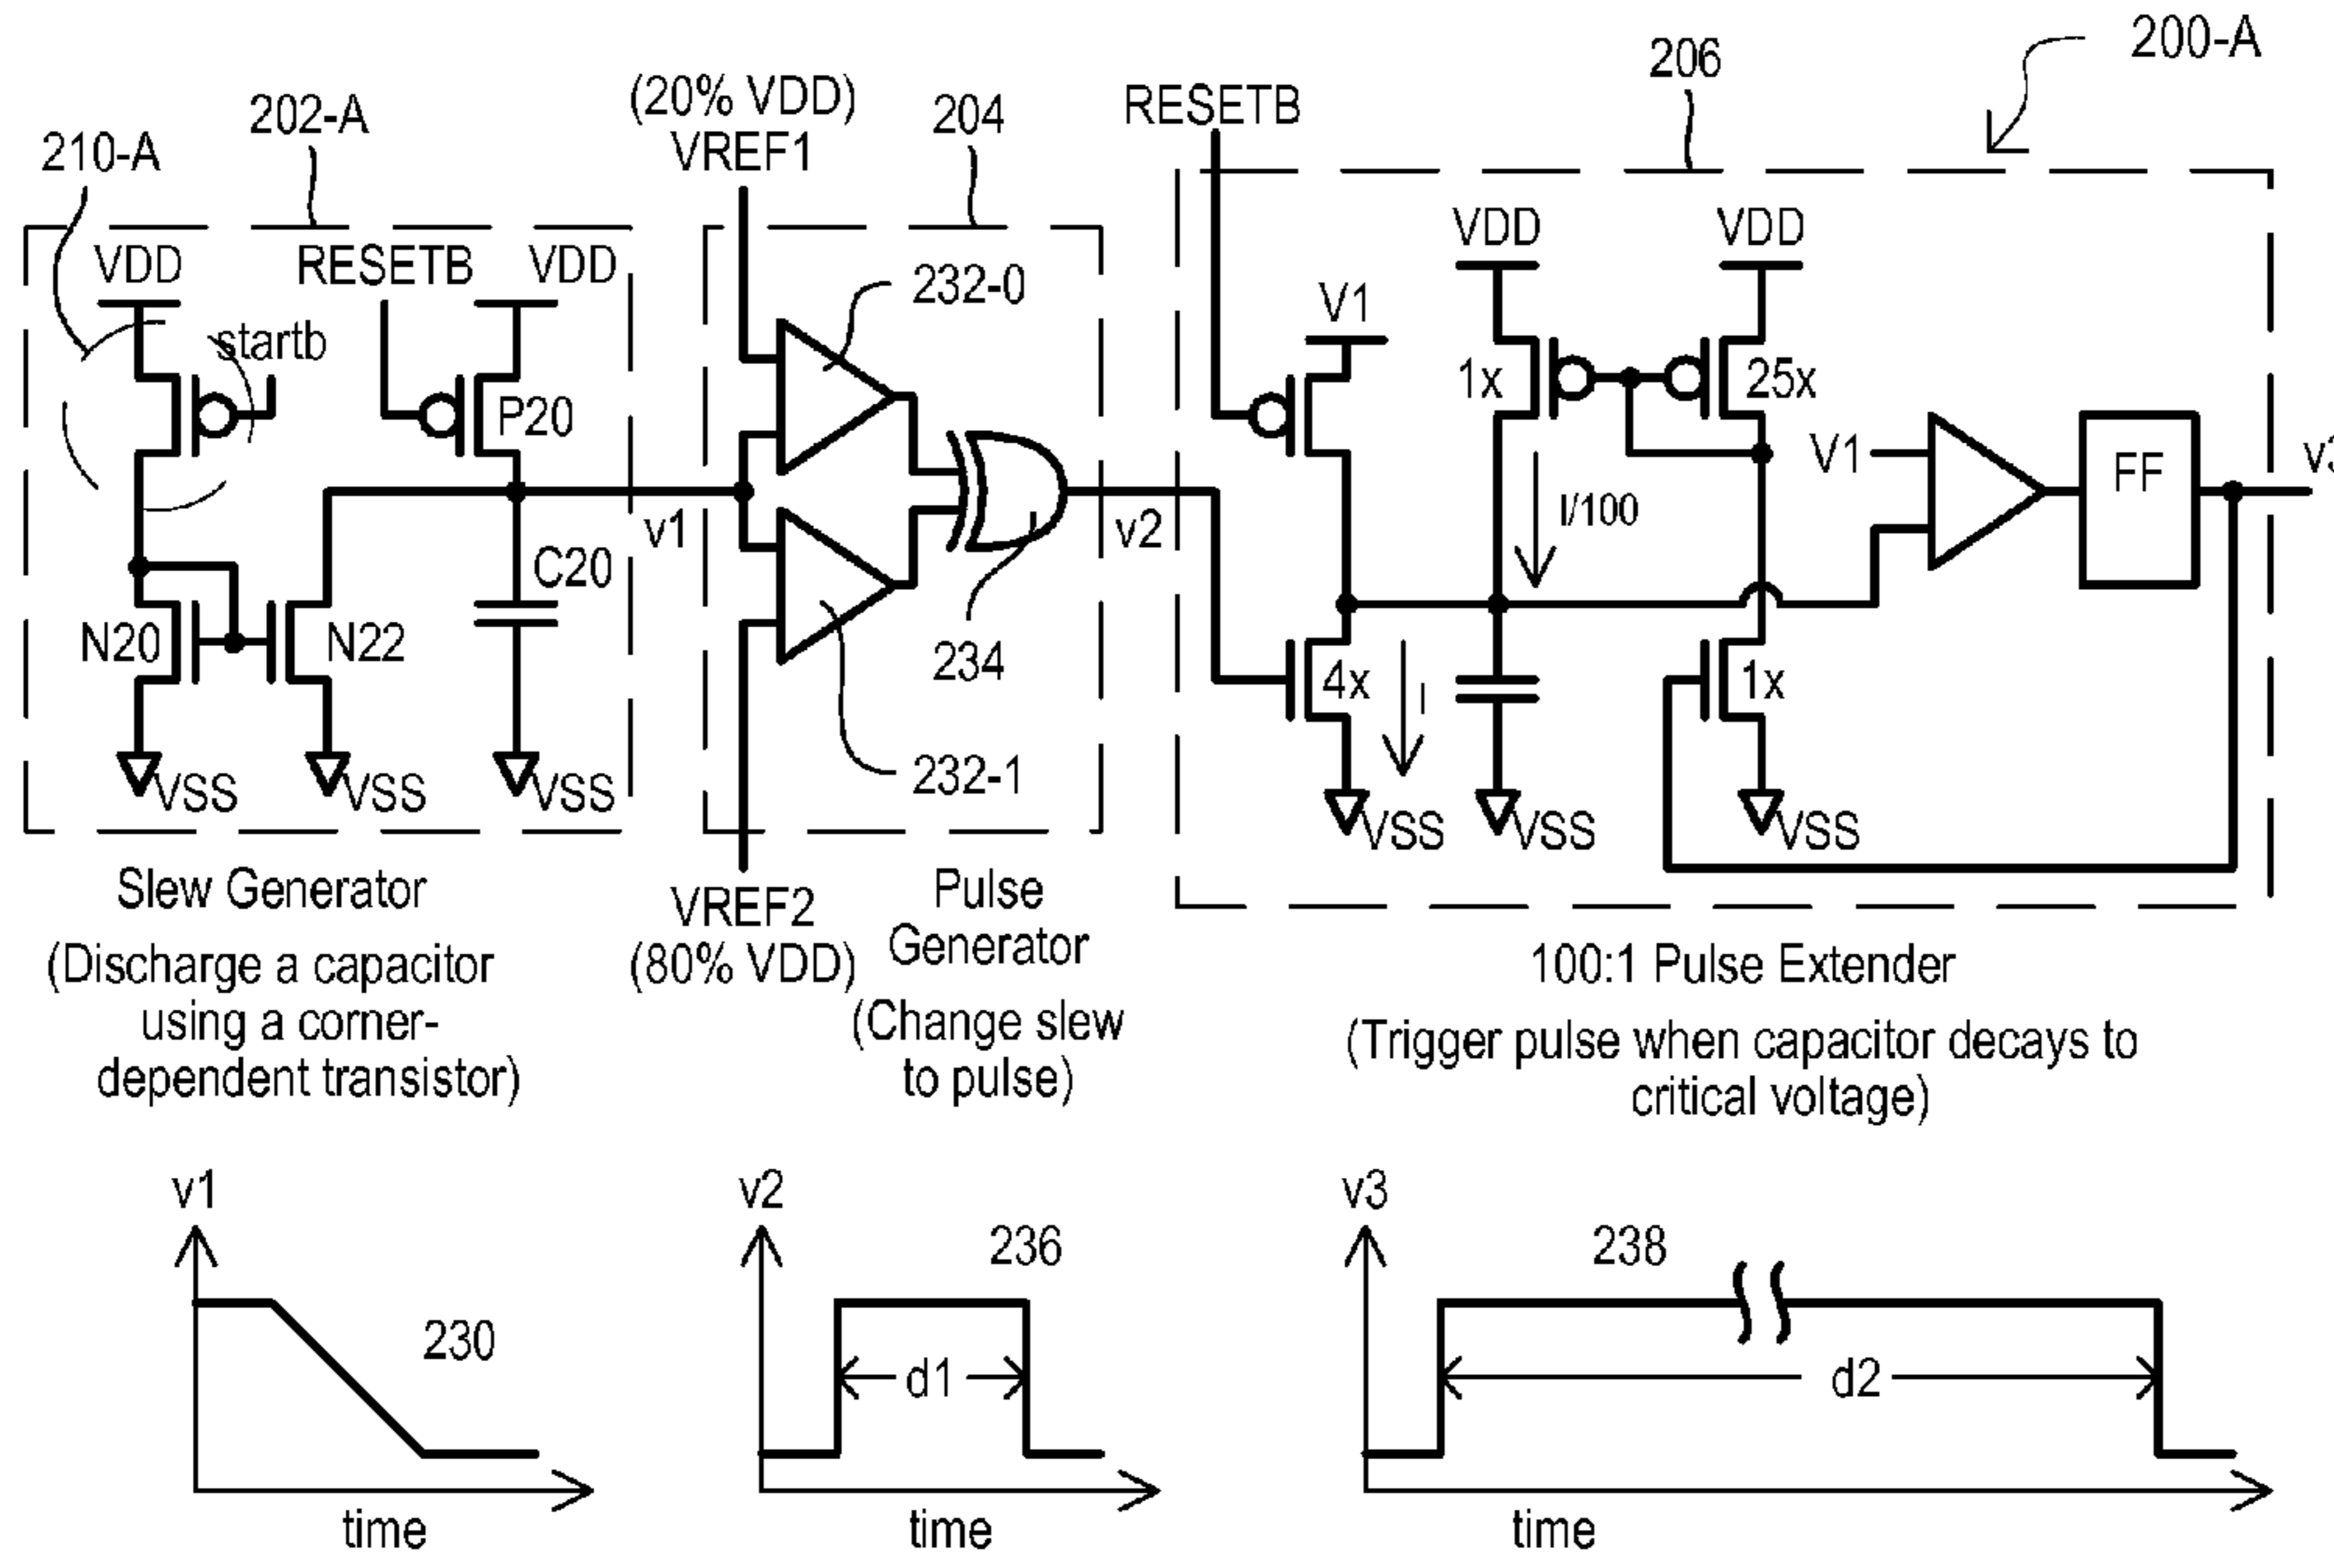 200-A
206
(20% VDD)
VREF1
204
RESETB
202-A
210-A
VDD
RESETB
VDD
startb
P20
232-0
V1
VDD
VDD
1x
25x
V1
FF
I/100
v1
v2
C20
N20
N22
234
4x
I
1x
232-1
VSS
VSS
VSS
VSS
VSS
VSS
Slew Generator
(Discharge a capacitor
using a corner-
dependent transistor)
VREF2
(80% VDD)
Pulse
Generator
(Change slew
to pulse)
100:1 Pulse Extender
(Trigger pulse when capacitor decays to
critical voltage)
v1
230
time
v2
236
d1
time
v3
238
d2
time